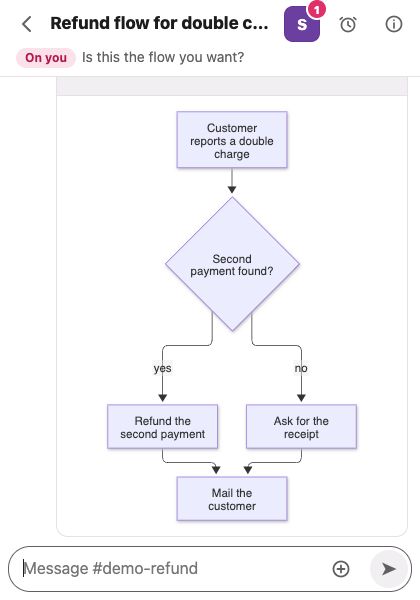 Refund flow for double c...
S
1
On you Is this the flow you want?
Customer
reports a double
charge
Second
payment found?
yes
no
Refund the
second payment
Ask for the
receipt
Mail the
customer
Message #demo-refund